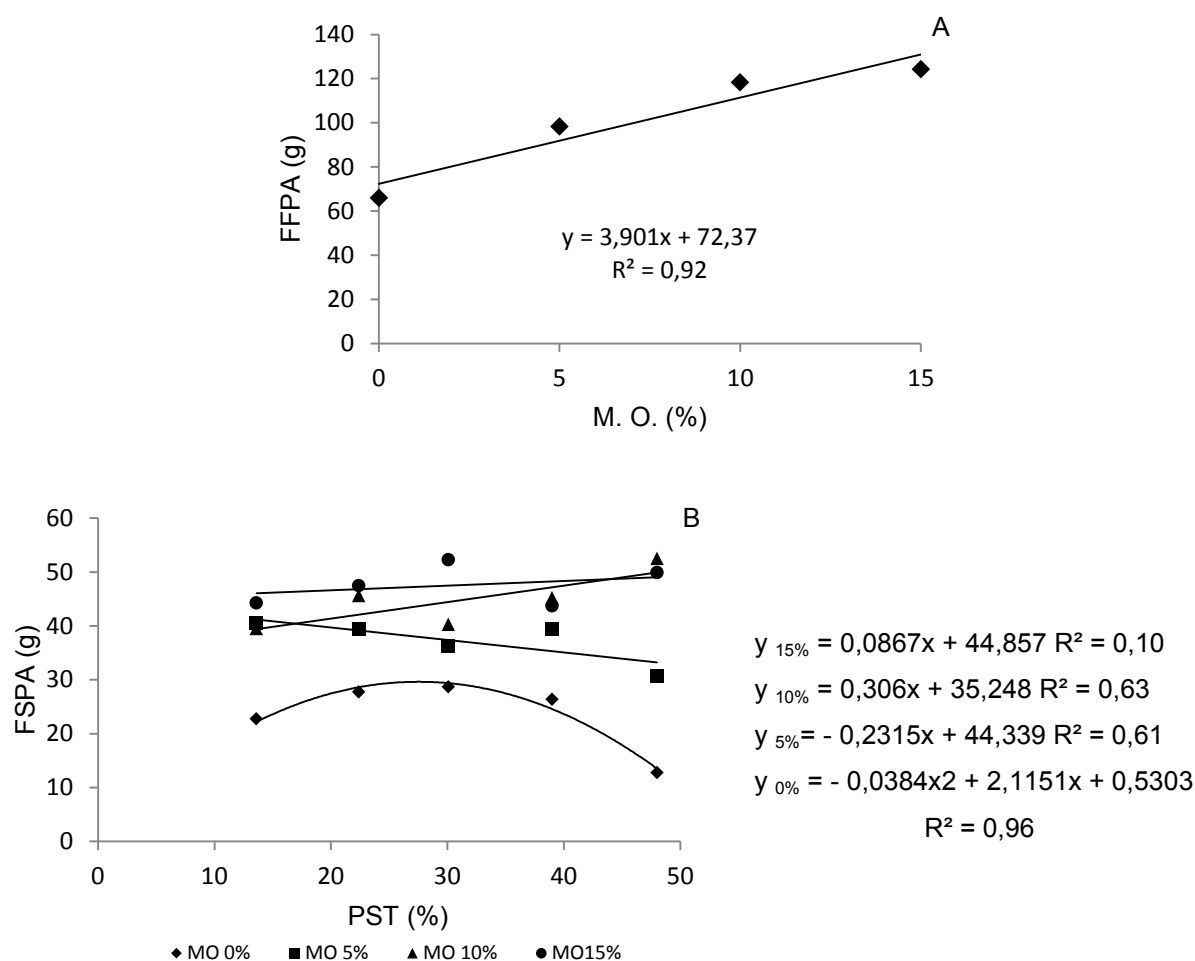 A
140
120
100
80
60
40
20
0
FFPA (g)
y = 3,901x + 72,37
R² = 0,92
0 5 10 15
M. O. (%)
B
60
50
40
30
20
10
0
FSPA (g)
0 10 20 30 40 50
PST (%)
MO 0% MO 5% MO 10% MO15%
y 15% = 0,0867x + 44,857 R² = 0,10
y 10% = 0,306x + 35,248 R² = 0,63
y 5%= - 0,2315x + 44,339 R² = 0,61
y 0% = - 0,0384x2 + 2,1151x + 0,5303
R² = 0,96